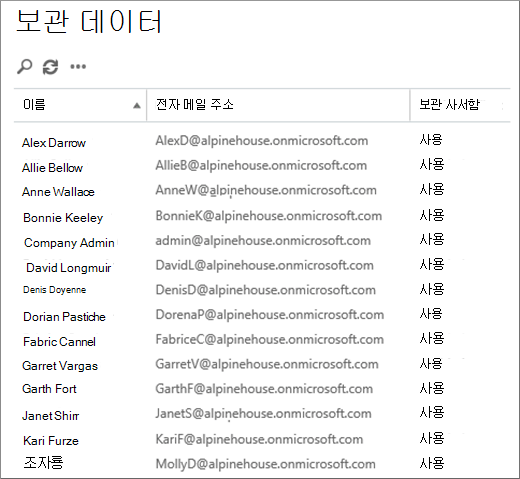 보관 데이터
이름 전자 메일 주소 보관 사서함
Alex Darrow AlexD@alpinehouse.onmicrosoft.com 사용
Allie Bellow AllieB@alpinehouse.onmicrosoft.com 사용
Anne Wallace AnneW@alpinehouse.onmicrosoft.com 사용
Bonnie Keeley BonnieK@alpinehouse.onmicrosoft.com 사용
Company Admin admin@alpinehouse.onmicrosoft.com 사용
David Longmuir DavidL@alpinehouse.onmicrosoft.com 사용
Denis Doyenne DenisD@alpinehouse.onmicrosoft.com 사용
Dorian Pastiche DorenaP@alpinehouse.onmicrosoft.com 사용
Fabric Cannel FabriceC@alpinehouse.onmicrosoft.com 사용
Garret Vargas GarretV@alpinehouse.onmicrosoft.com 사용
Garth Fort GarthF@alpinehouse.onmicrosoft.com 사용
Janet Shirr JanetS@alpinehouse.onmicrosoft.com 사용
Kari Furze KariF@alpinehouse.onmicrosoft.com 사용
조자룡 MollyD@alpinehouse.onmicrosoft.com 사용